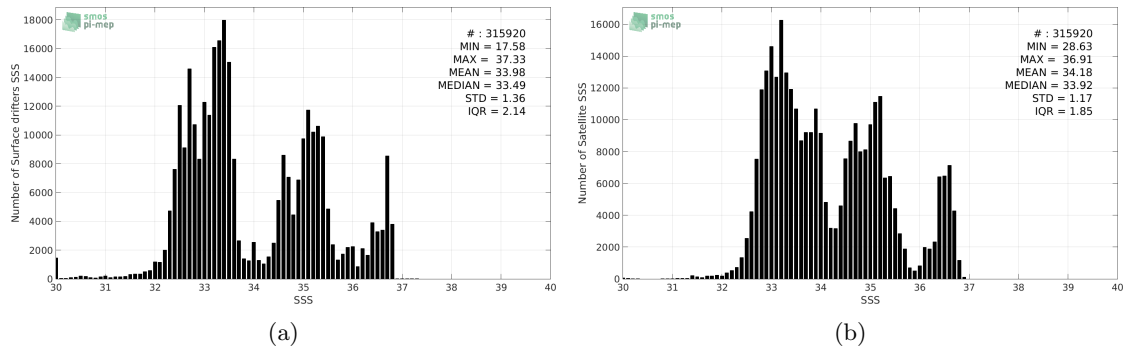 smos
pi-mep
# : 315920
MIN = 17.58
MAX = 37.33
MEAN = 33.98
MEDIAN = 33.49
STD = 1.36
IQR = 2.14
Number of Surface drifters SSS
18000
16000
14000
12000
10000
8000
6000
4000
2000
0
30 31 32 33 34 35 36 37 38 39 40
SSS
(a)
smos
pi-mep
# : 315920
MIN = 28.63
MAX = 36.91
MEAN = 34.18
MEDIAN = 33.92
STD = 1.17
IQR = 1.85
Number of Satellite SSS
16000
14000
12000
10000
8000
6000
4000
2000
0
30 31 32 33 34 35 36 37 38 39 40
SSS
(b)